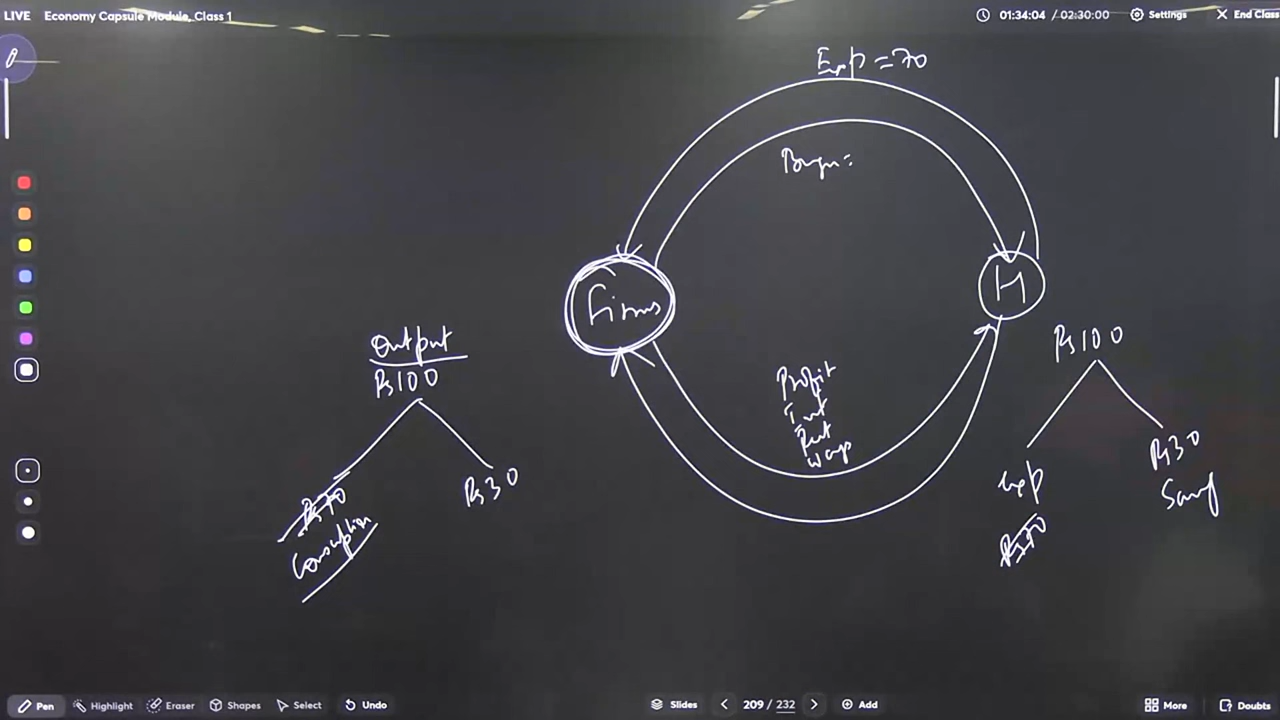 LIVE Economy Capsule Module, Class 1
01:34:04 / 02:30:00 Settings End Class
Exp = 70
Firms
H
Output
Rs100
Rs70
Consumption
Rs30
Profit
Int
Rent
Wage
Rs100
Exp
Rs70
Rs30
Saving
Pen Highlight Eraser Shapes Select Undo
Slides 209 / 232 Add
More Doubts